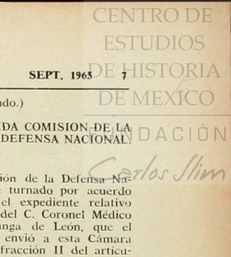 CENTRO DE
ESTUDIOS
DE HISTORIA
DE MEXICO
FUNDACIÓN
Carlos Slim
SEPT. 1965 7
do.)
DA COMISION DE LA
DEFENSA NACIONAL.
ión de la Defensa Na-
e turnado por acuerdo
el expediente relativo
del C. Coronel Médico
nga de León, que el
envió a esta Cámara
fracción II del artícu-